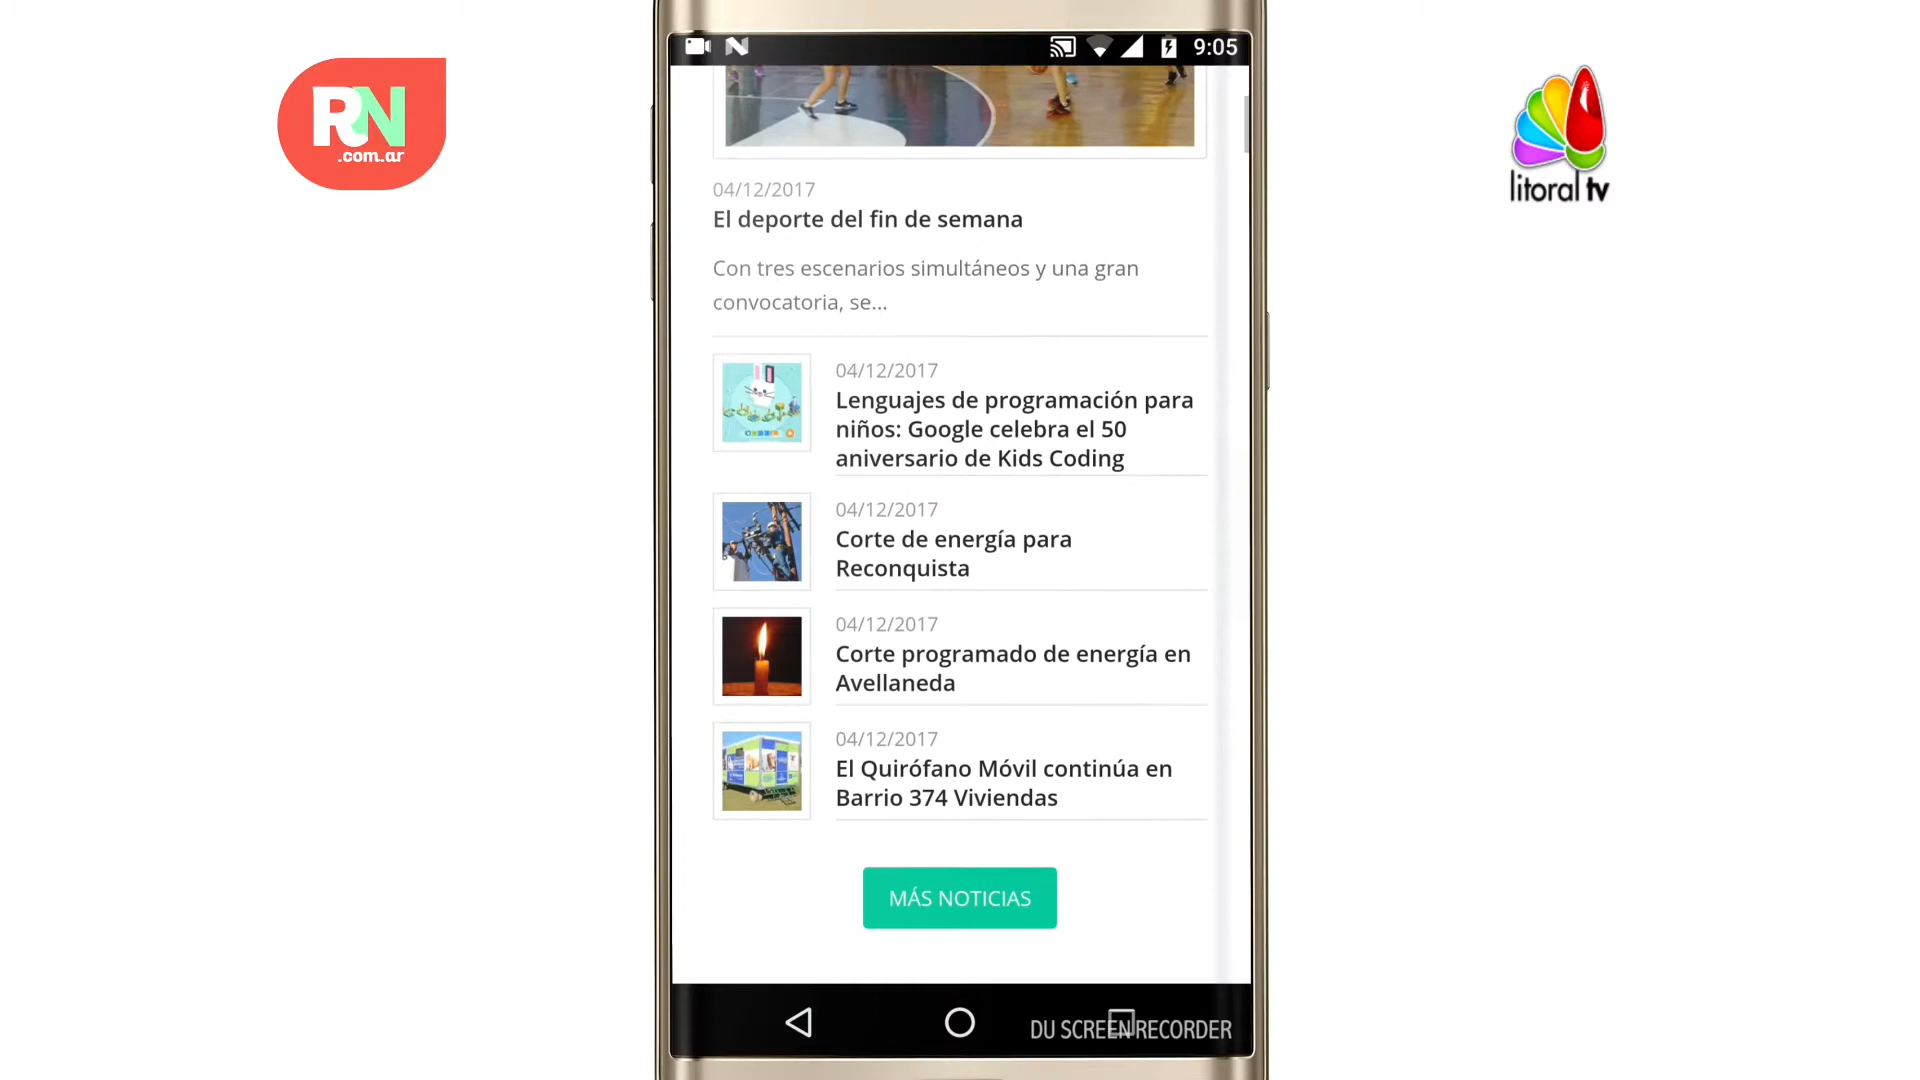 RN
.com.ar
9:05
litoral tv
04/12/2017
El deporte del fin de semana
Con tres escenarios simultáneos y una gran
convocatoria, se...
04/12/2017
Lenguajes de programación para
niños: Google celebra el 50
aniversario de Kids Coding
04/12/2017
Corte de energía para
Reconquista
04/12/2017
Corte programado de energía en
Avellaneda
04/12/2017
El Quirófano Móvil continúa en
Barrio 374 Viviendas
MÁS NOTICIAS
DU SCREEN RECORDER